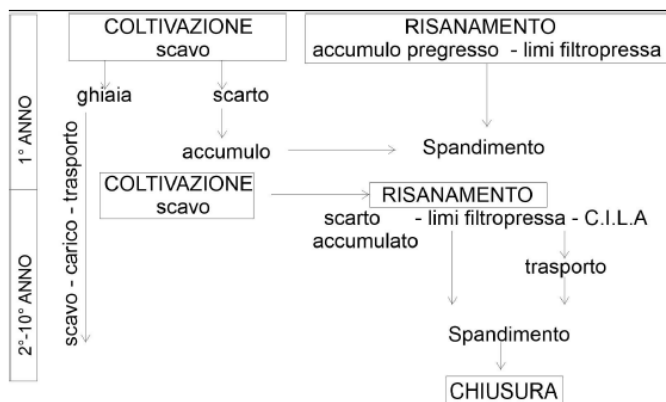 COLTIVAZIONE
scavo
RISANAMENTO
accumulo pregresso - limi filtropressa
ghiaia
scarto
1° ANNO
accumulo
Spandimento
COLTIVAZIONE
scavo
RISANAMENTO
scarto - limi filtropressa - C.I.L.A
accumulato
trasporto
scavo - carico - trasporto
2°-10° ANNO
Spandimento
CHIUSURA